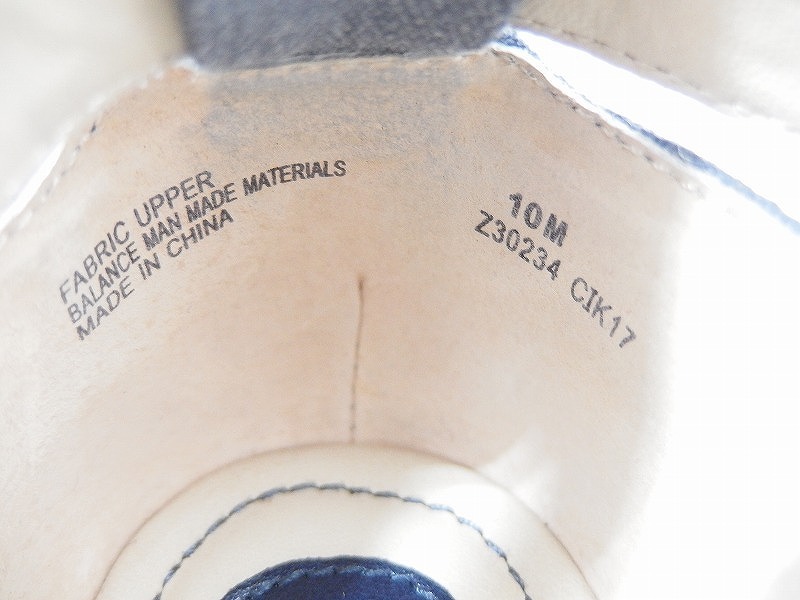 FABRIC UPPER
BALANCE MAN MADE MATERIALS
MADE IN CHINA
10M
Z30234 CIK17